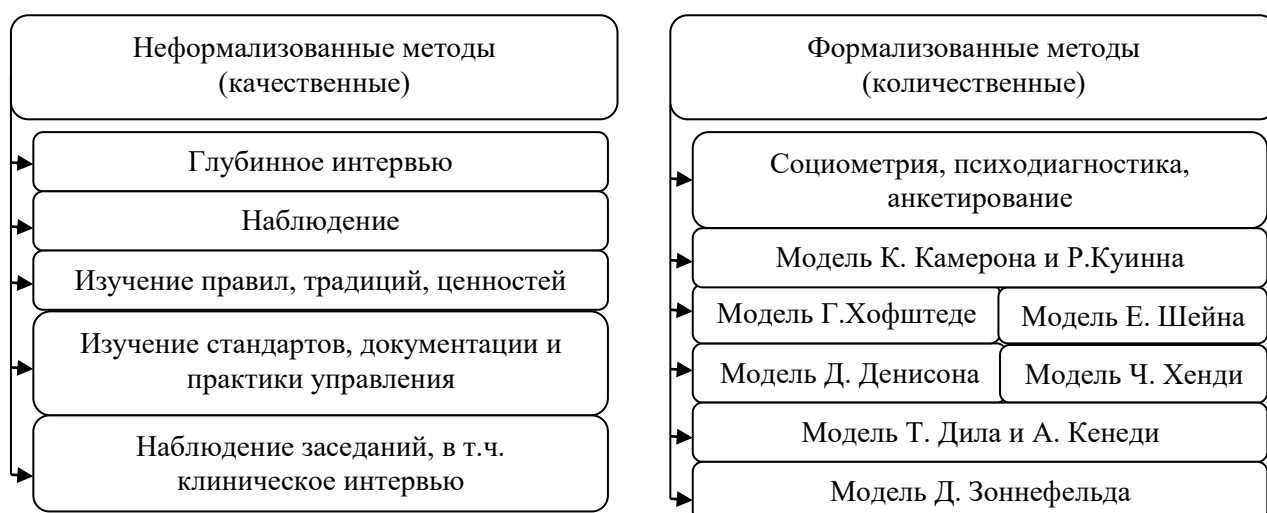 Неформализованные методы
(качественные)
Глубинное интервью
Наблюдение
Изучение правил, традиций, ценностей
Изучение стандартов, документации и
практики управления
Наблюдение заседаний, в т.ч.
клиническое интервью
Формализованные методы
(количественные)
Социометрия, психодиагностика,
анкетирование
Модель К. Камерона и Р.Куинна
Модель Г.Хофштеде
Модель Е. Шейна
Модель Д. Денисона
Модель Ч. Хенди
Модель Т. Дила и А. Кенеди
Модель Д. Зоннефельда